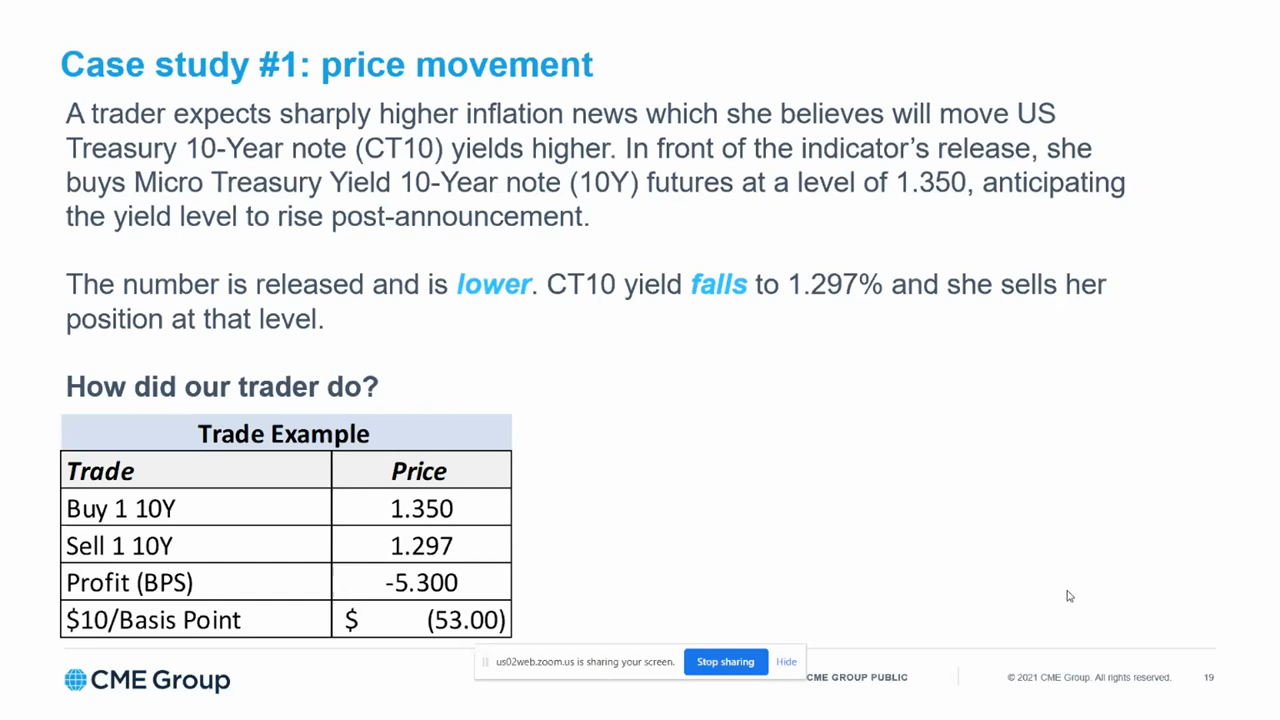 Case study #1: price movement
A trader expects sharply higher inflation news which she believes will move US
Treasury 10-Year note (CT10) yields higher. In front of the indicator’s release, she
buys Micro Treasury Yield 10-Year note (10Y) futures at a level of 1.350, anticipating
the yield level to rise post-announcement.
The number is released and is lower. CT10 yield falls to 1.297% and she sells her
position at that level.
How did our trader do?
Trade Example
Trade Price
Buy 1 10Y 1.350
Sell 1 10Y 1.297
Profit (BPS) -5.300
$10/Basis Point $ (53.00)
us02web.zoom.us is sharing your screen. Stop sharing Hide
CME Group CME GROUP PUBLIC © 2021 CME Group. All rights reserved. 19